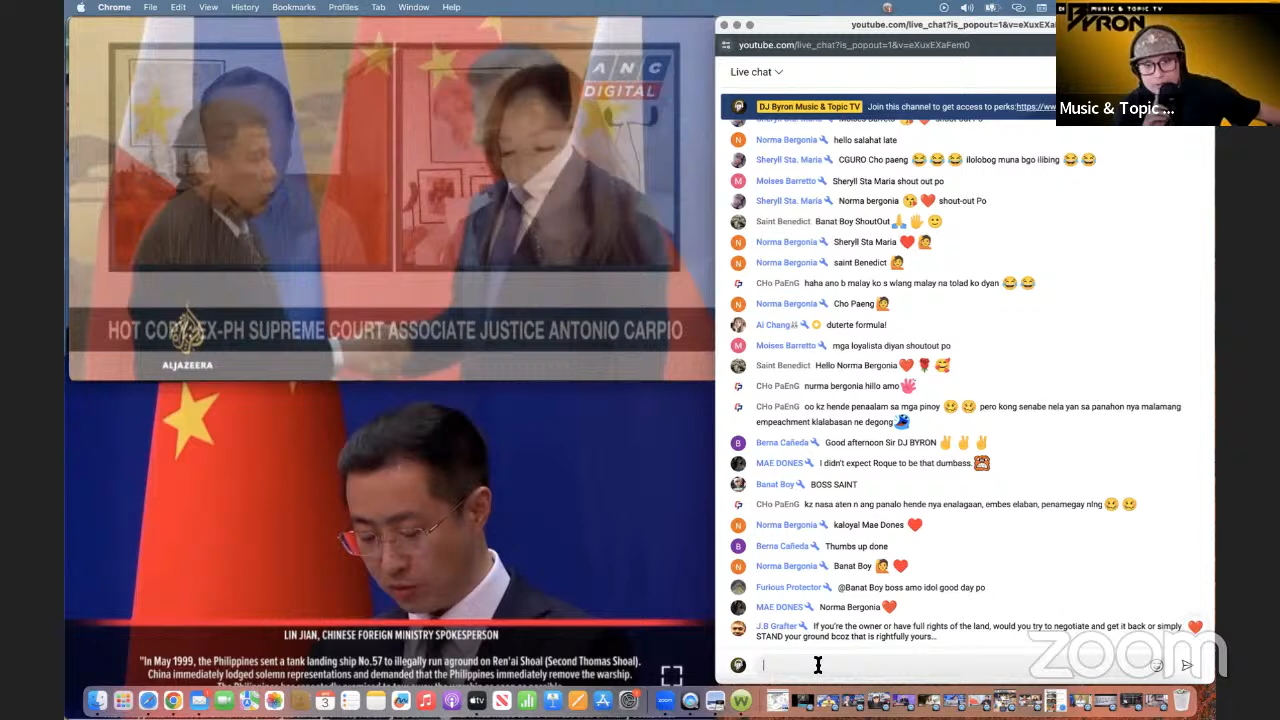 Chrome File Edit View History Bookmarks Profiles Tab Window Help
ANC
DIGITAL
HOT COPY EX-PH SUPREME COURT ASSOCIATE JUSTICE ANTONIO CARPIO
ALJAZEERA
LIN JIAN, CHINESE FOREIGN MINISTRY SPOKESPERSON
"In May 1999, the Philippines sent a tank landing ship No.57 to illegally run aground on Ren'ai Shoal (Second Thomas Shoal).
China immediately lodged solemn representations and demanded that the Philippines immediately remove the warship.
youtube.com/live_chat?is_popout=1&v=eXuxEXa
youtube.com/live_chat?is_popout=1&v=eXuxEXaFem0
Live chat
DJ Byron Music & Topic TV Join this channel to get access to perks:https://ww
Norma Bergonia hello salahat late
Sheryll Sta. Maria CGURO Cho paeng 😂 😂 😂 ilolobog muna bgo ilibing 😂 😂
Moises Barretto Sheryll Sta Maria shout out po
Sheryll Sta. Maria Norma bergonia 😘 ❤️ shout-out Po
Saint Benedict Banat Boy ShoutOut 🙏 🖐 🙂
Norma Bergonia Sheryll Sta Maria ❤️ 🙋
Norma Bergonia saint Benedict 🙋
CHo PaEnG haha ano b malay ko s wlang malay na tolad ko dyan 😂 😂
Norma Bergonia Cho Paeng 🙋
Ai Chang duterte formula!
Moises Barretto mga loyalista diyan shoutout po
Saint Benedict Hello Norma Bergonia ❤️ 🌹 🥰
CHo PaEnG nurma bergonia hillo amo 👋
CHo PaEnG oo kz hende penaalam sa mga pinoy 🥴 🥴 pero kong senabe nela yan sa panahon nya malamang
empeachment klalabasan ne degong
Berna Cañeda Good afternoon Sir DJ BYRON ✌️ ✌️ ✌️
MAE DONES I didn't expect Roque to be that dumbass.
Banat Boy BOSS SAINT
CHo PaEnG kz nasa aten n ang panalo hende nya enalagaan, embes elaban, penamegay nlng 🥴 🥴
Norma Bergonia kaloyal Mae Dones ❤️
Berna Cañeda Thumbs up done
Norma Bergonia Banat Boy 🙋 ❤️
Furious Protector @Banat Boy boss amo idol good day po
MAE DONES Norma Bergonia ❤️
J.B Grafter If you're the owner or have full rights of the land, would you try to negotiate and get it back or simply
STAND your ground bcoz that is rightfully yours...
MUSIC & TOPIC TV
BYRON
Music & Topic ...
zoom